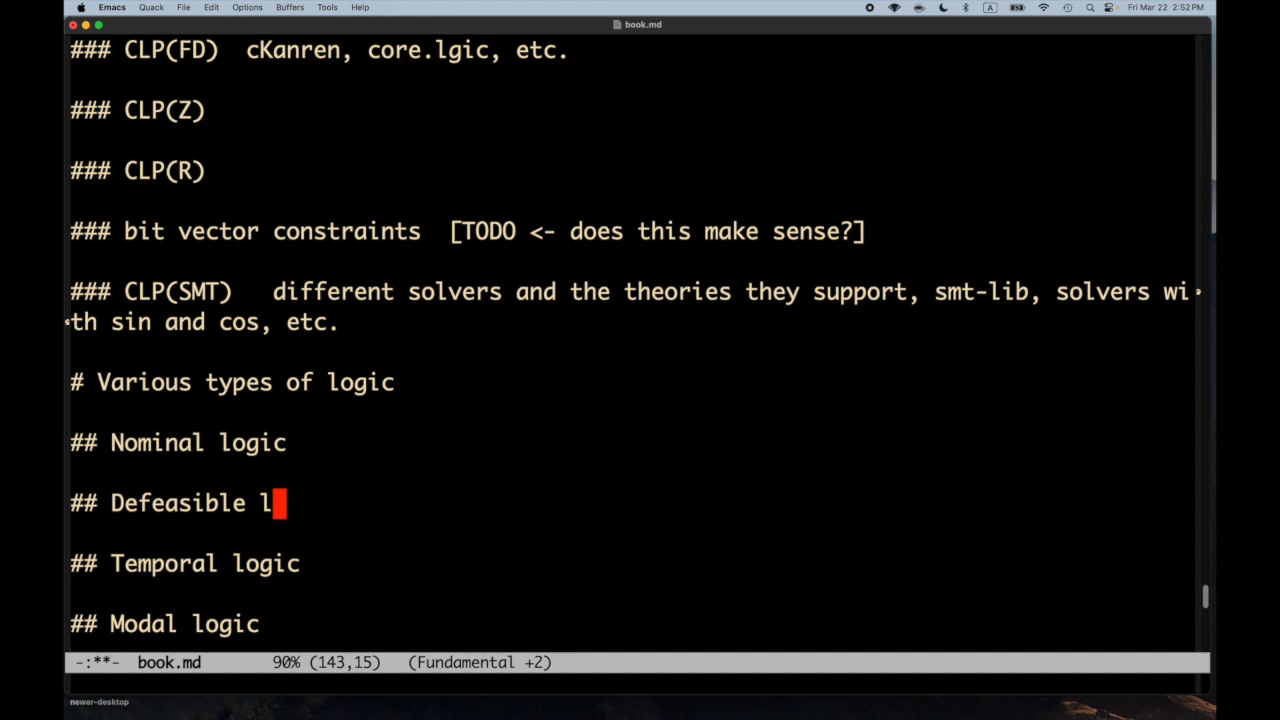 Emacs Quack File Edit Options Buffers Tools Help A Fri Mar 22 2:52 PM
book.md
### CLP(FD)  cKanren, core.lgic, etc.
### CLP(Z)
### CLP(R)
### bit vector constraints  [TODO <- does this make sense?]
### CLP(SMT)   different solvers and the theories they support, smt-lib, solvers wi
th sin and cos, etc.
# Various types of logic
## Nominal logic
## Defeasible l
## Temporal logic
## Modal logic
-:**-  book.md       90% (143,15)   (Fundamental +2)
newer-desktop